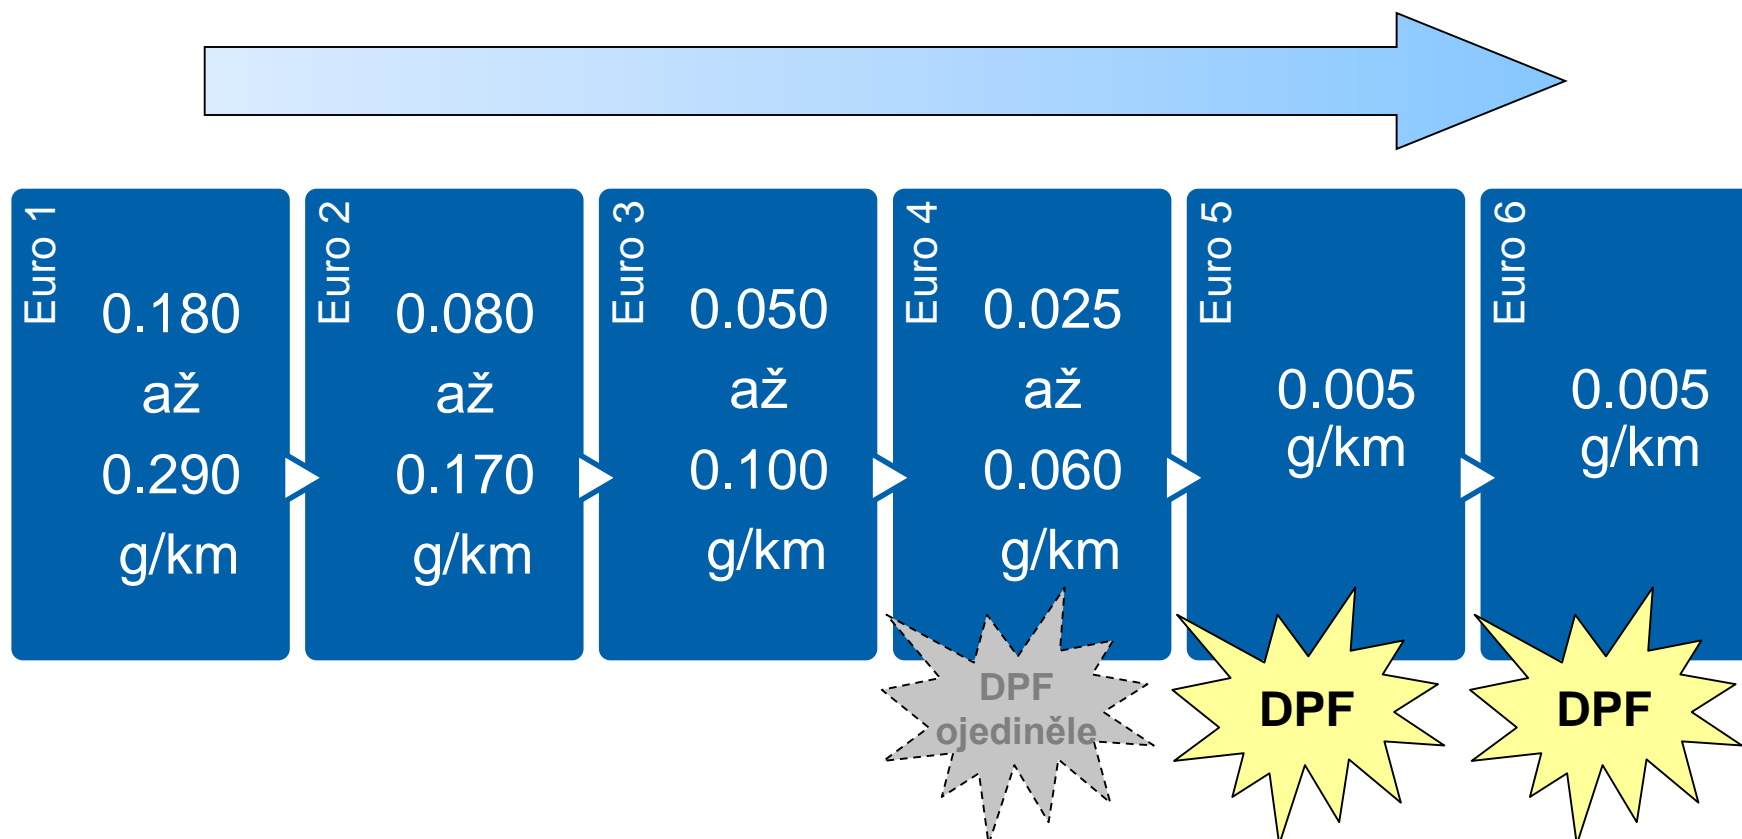 Euro 1
0.180
až
0.290
g/km
Euro 2
0.080
až
0.170
g/km
Euro 3
0.050
až
0.100
g/km
Euro 4
0.025
až
0.060
g/km
DPF
ojediněle
Euro 5
0.005
g/km
DPF
Euro 6
0.005
g/km
DPF